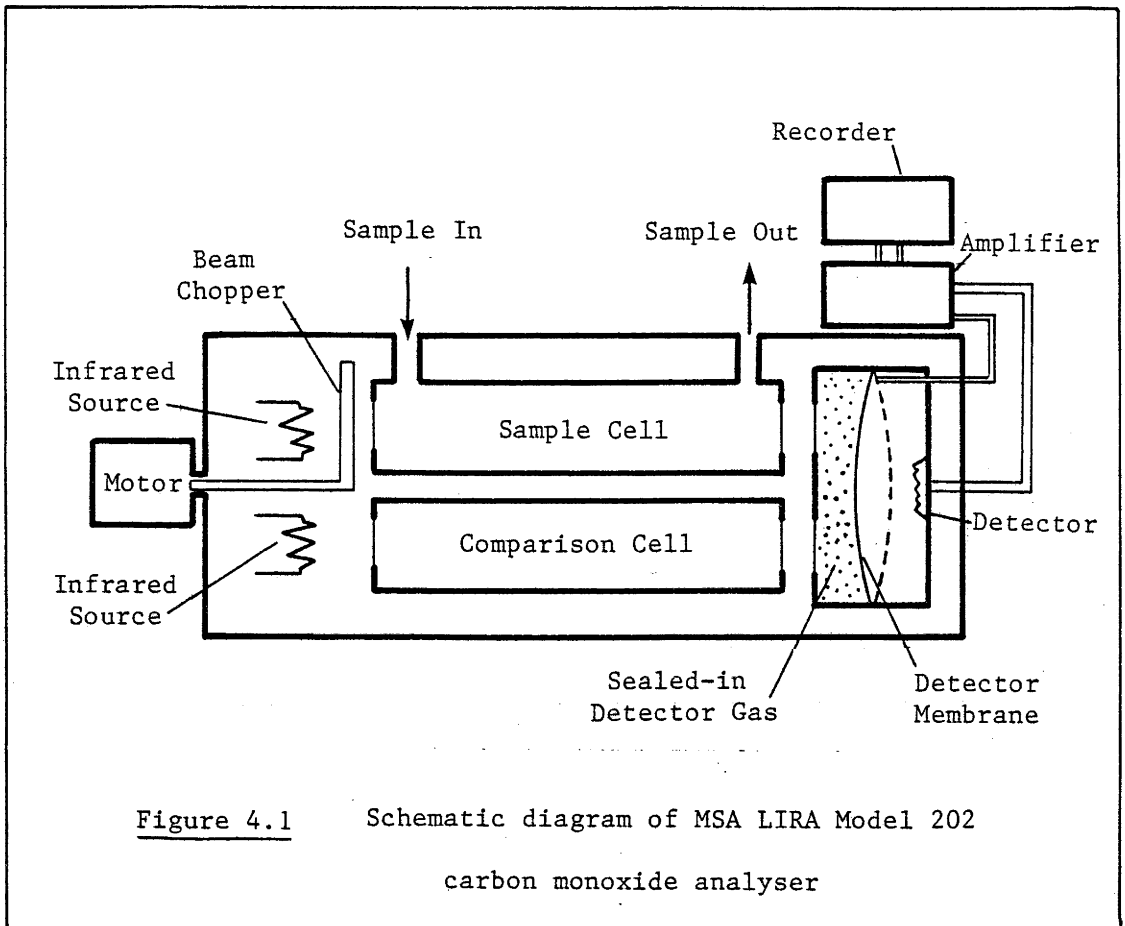 Recorder
Sample In
Sample Out
Amplifier
Beam
Chopper
Infrared
Source
Sample Cell
Motor
Comparison Cell
Detector
Infrared
Source
Sealed-in
Detector Gas
Detector
Membrane
Figure 4.1 Schematic diagram of MSA LIRA Model 202
carbon monoxide analyser